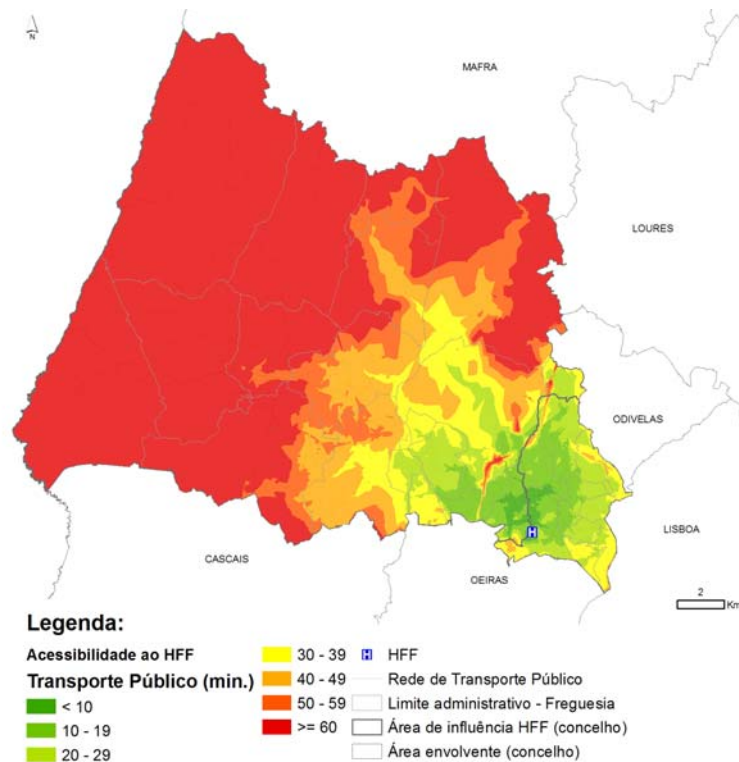 N
MAFRA
LOURES
ODIVELAS
LISBOA
CASCAIS
OEIRAS
2
Km
Legenda:
Acessibilidade ao HFF
Transporte Público (min.)
< 10
10 - 19
20 - 29
30 - 39
40 - 49
50 - 59
>= 60
H HFF
Rede de Transporte Público
Limite administrativo - Freguesia
Área de influência HFF (concelho)
Área envolvente (concelho)